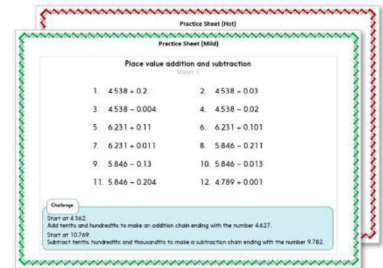 Practice Sheet (Hot)
Practice Sheet (Mild)
Place value addition and subtraction
Sheet 1
1. 4.538 + 0.2
2. 4.538 + 0.03
3. 4.538 – 0.004
4. 4.538 – 0.02
5. 6.231 + 0.11
6. 6.231 + 0.101
7. 6.231 + 0.011
8. 5.846 – 0.211
9. 5.846 – 0.13
10. 5.846 – 0.013
11. 5.846 – 0.204
12. 4.789 + 0.001
Challenge
Start at 4.362.
Add tenths and hundredths to make an addition chain ending with the number 4.627.
Start at 10.769.
Subtract tenths, hundredths and thousandths to make a subtraction chain ending with the number 9.782.